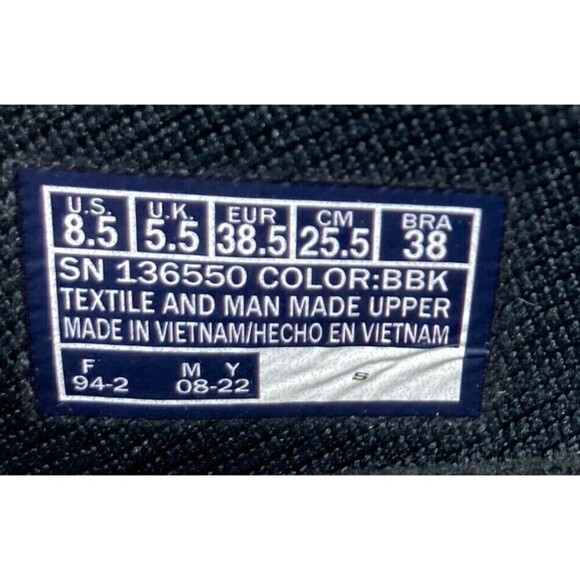 U.S. U.K. EUR CM BRA
8.5 5.5 38.5 25.5 38
SN 136550 COLOR:BBK
TEXTILE AND MAN MADE UPPER
MADE IN VIETNAM/HECHO EN VIETNAM
F M Y
94-2 08-22
S